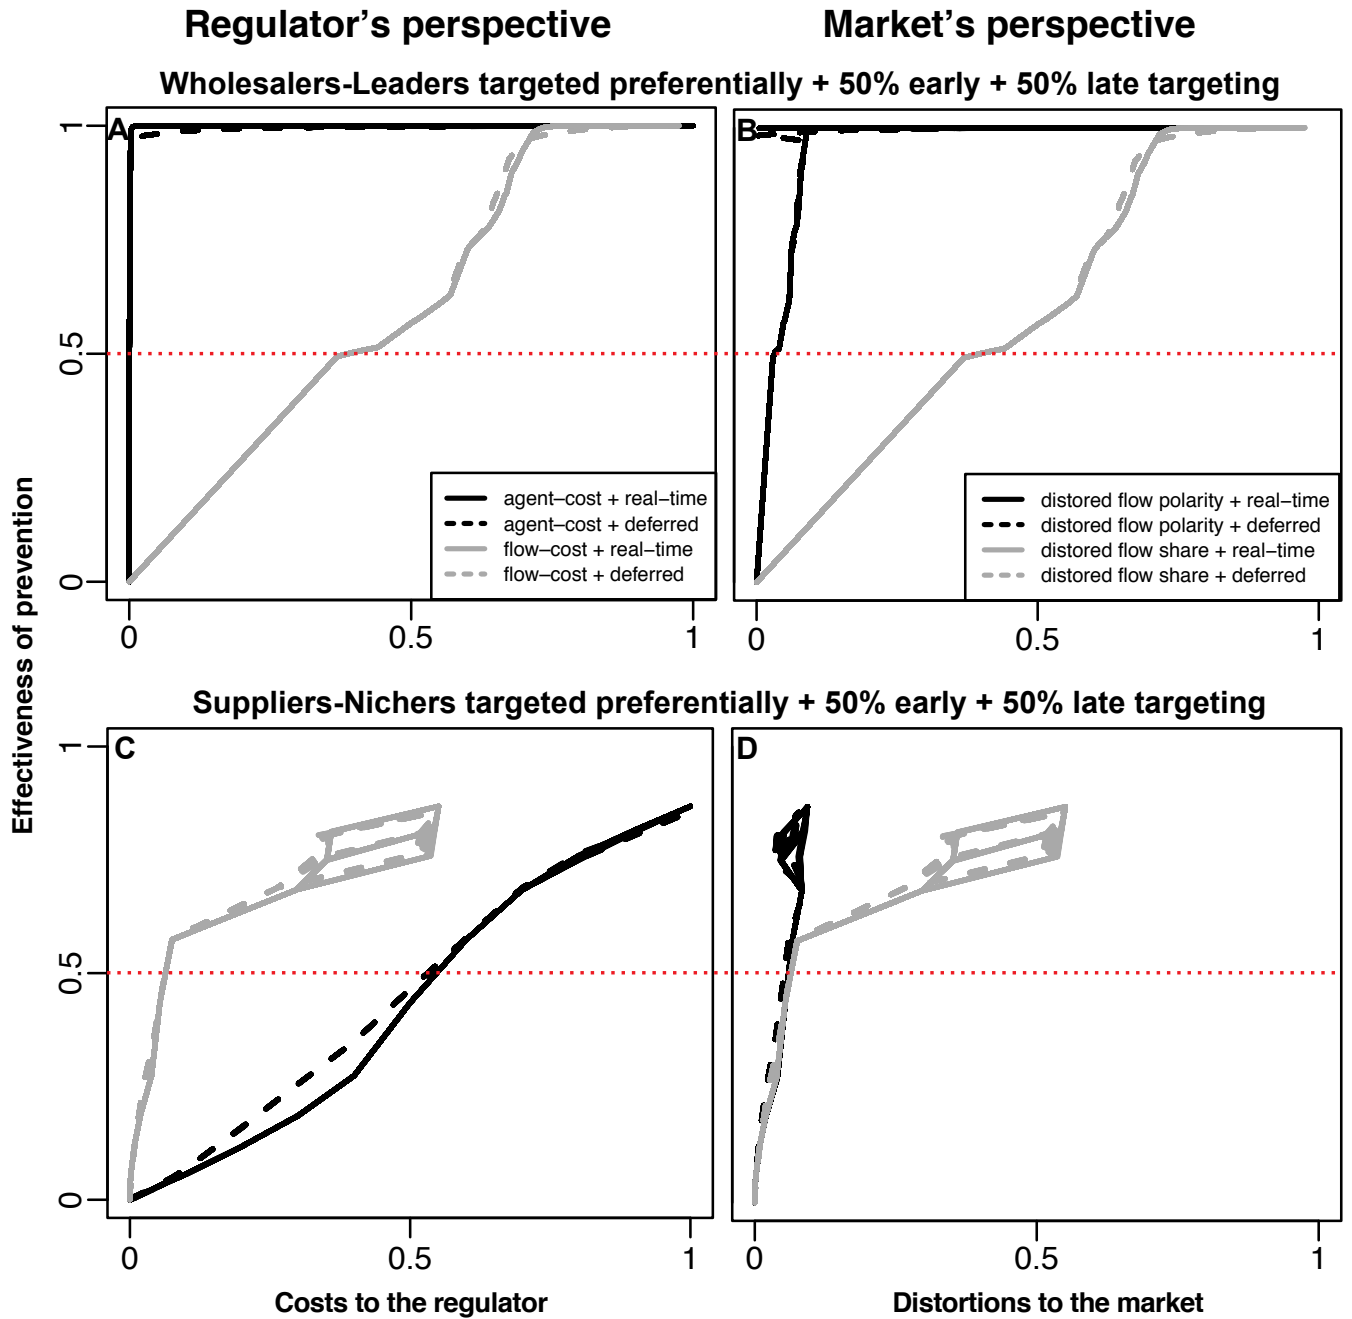 Regulator's perspective
Market's perspective
Wholesalers-Leaders targeted preferentially + 50% early + 50% late targeting
A
B
1
0.5
0
agent–cost + real–time
agent–cost + deferred
flow–cost + real–time
flow–cost + deferred
distored flow polarity + real–time
distored flow polarity + deferred
distored flow share + real–time
distored flow share + deferred
0
0.5
1
0
0.5
1
Effectiveness of prevention
Suppliers-Nichers targeted preferentially + 50% early + 50% late targeting
C
D
1
0.5
0
0
0.5
1
0
0.5
1
Costs to the regulator
Distortions to the market